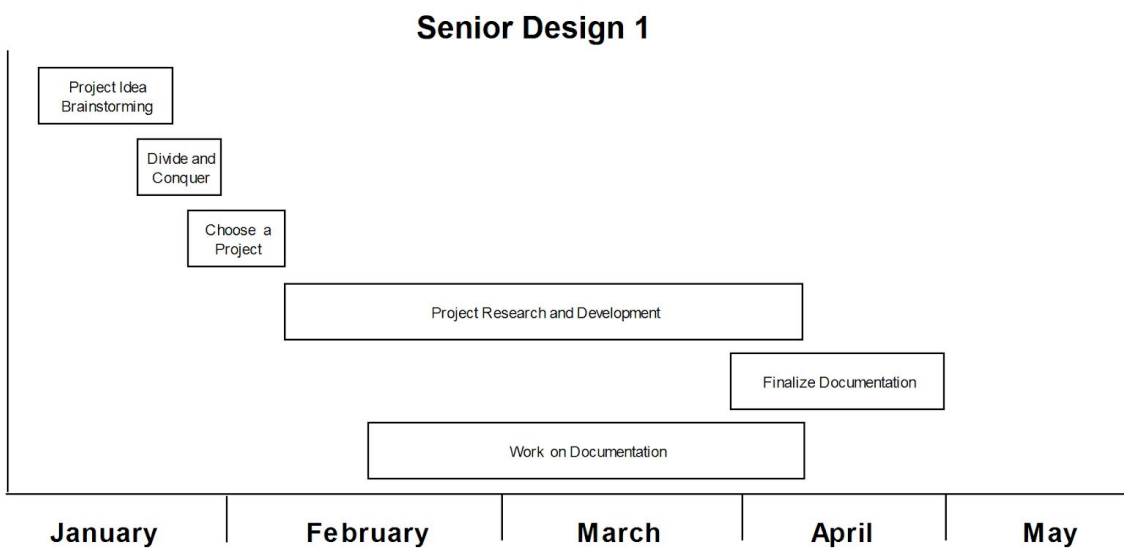 Senior Design 1
Project Idea
Brainstorming
Divide and
Conquer
Choose a
Project
Project Research and Development
Finalize Documentation
Work on Documentation
January
February
March
April
May